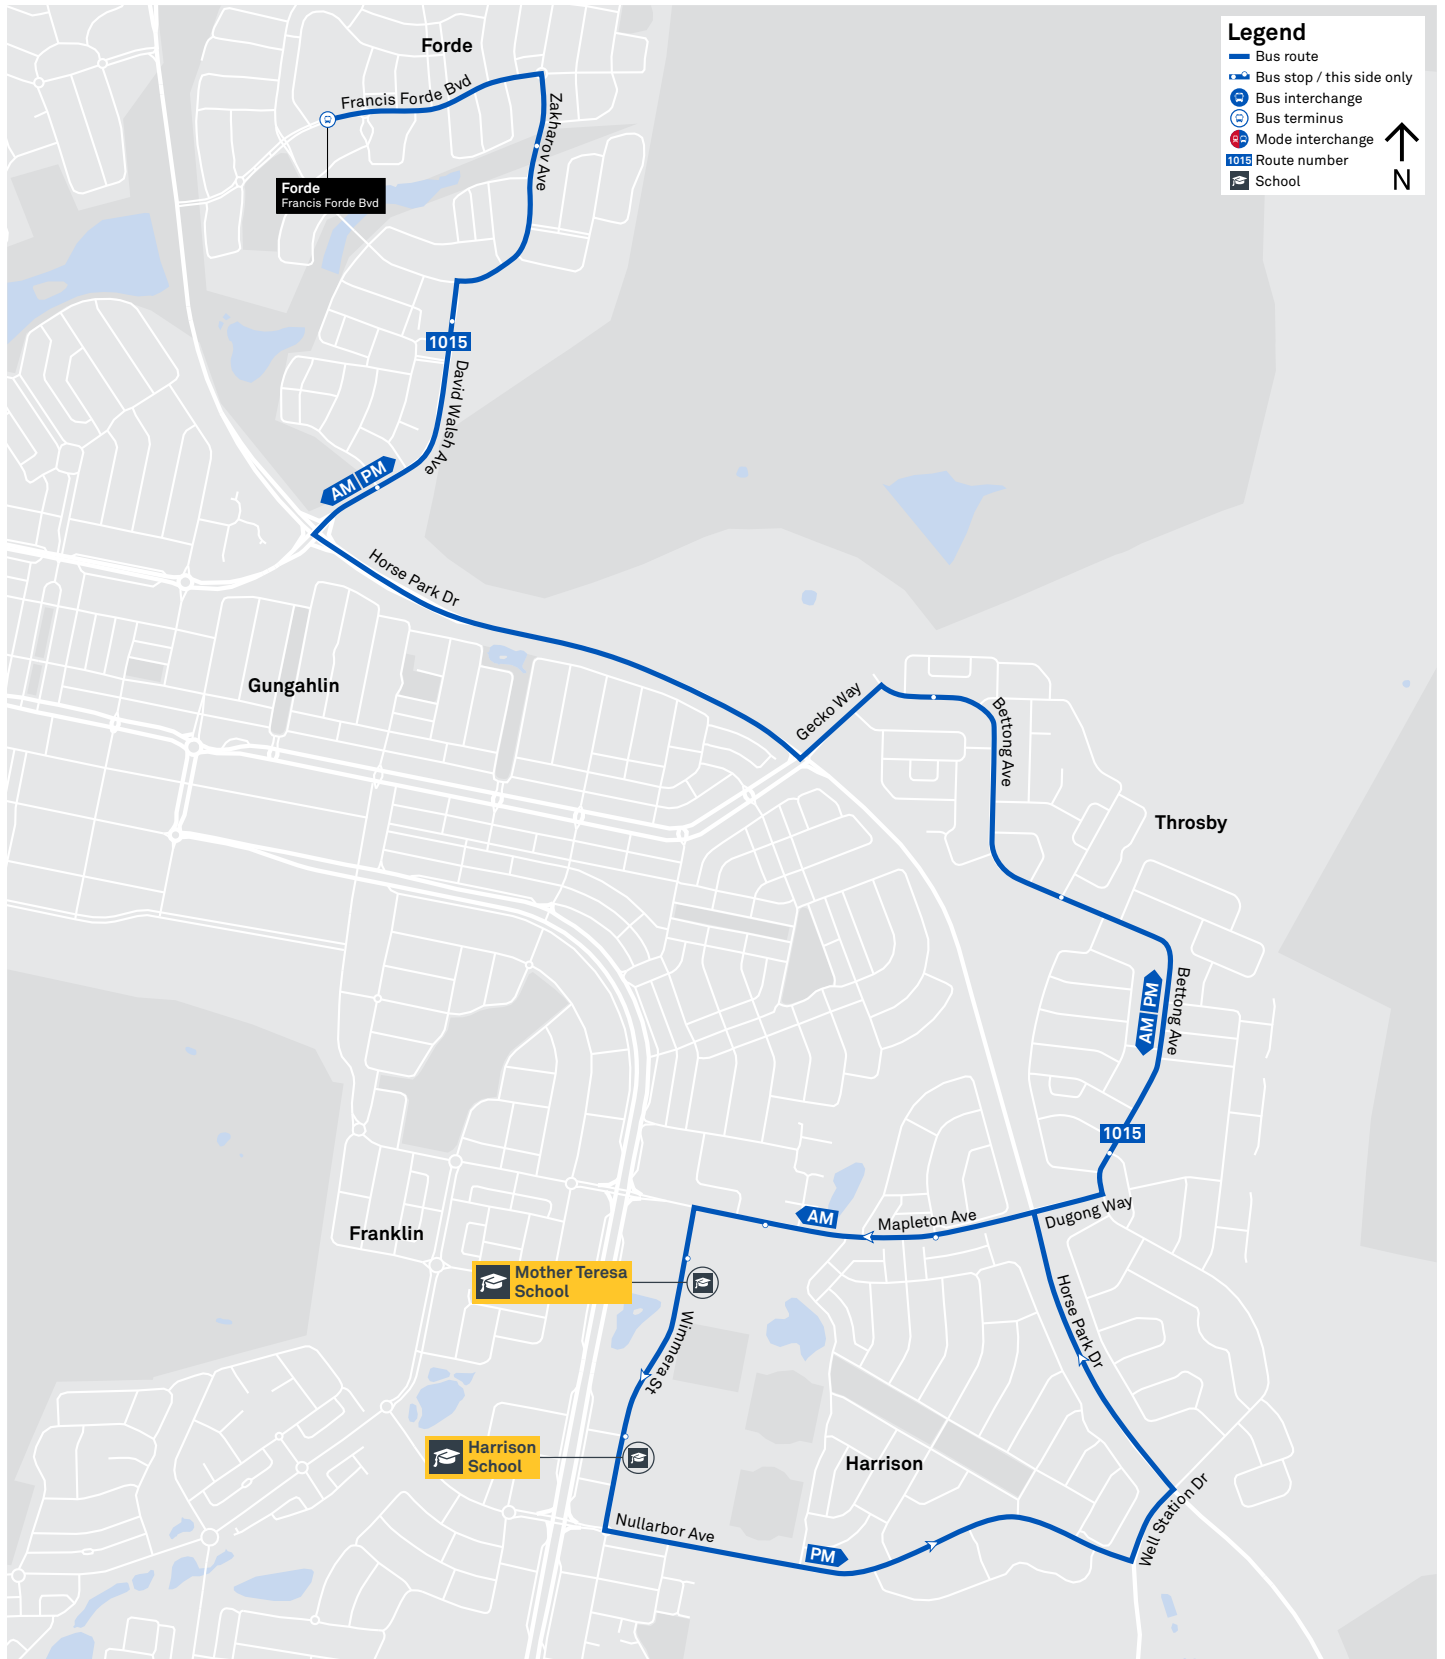 Forde
Francis Forde Bvd
Zakharov Ave
Forde
Francis Forde Bvd
1015
David Walsh Ave
AM PM
Horse Park Dr
Gungahlin
Gecko Way
Bettong Ave
Throsby
Bettong Ave
AM PM
1015
Dugong Way
Mapleton Ave
AM
Franklin
Mother Teresa
School
Wimmera St
Horse Park Dr
Harrison
School
Harrison
Nullarbor Ave
PM
Well Station Dr
Legend
Bus route
Bus stop / this side only
Bus interchange
Bus terminus
Mode interchange
1015 Route number
School
N